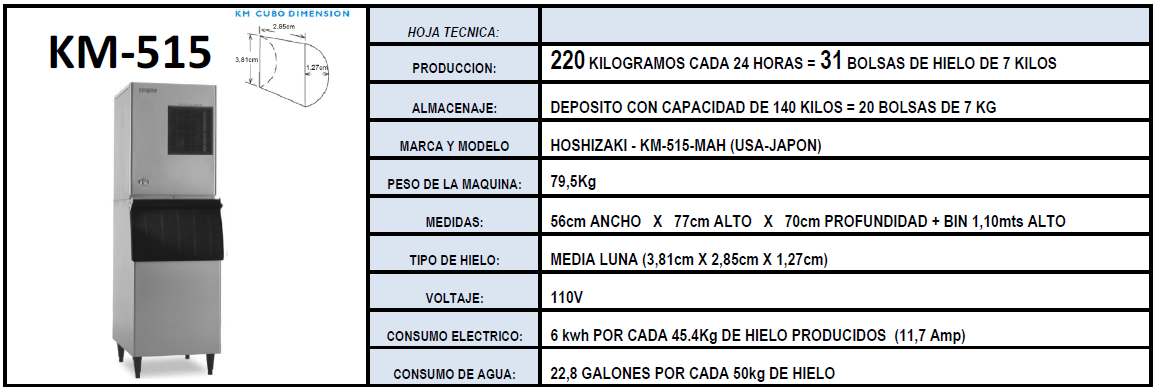 KM CUBO DIMENSION
KM-515
2,85cm
3,81cm
1,27cm
HOJA TECNICA:
PRODUCCION: 220 KILOGRAMOS CADA 24 HORAS = 31 BOLSAS DE HIELO DE 7 KILOS
ALMACENAJE: DEPOSITO CON CAPACIDAD DE 140 KILOS = 20 BOLSAS DE 7 KG
MARCA Y MODELO HOSHIZAKI - KM-515-MAH (USA-JAPON)
PESO DE LA MAQUINA: 79,5Kg
MEDIDAS: 56cm ANCHO X 77cm ALTO X 70cm PROFUNDIDAD + BIN 1,10mts ALTO
TIPO DE HIELO: MEDIA LUNA (3,81cm X 2,85cm X 1,27cm)
VOLTAJE: 110V
CONSUMO ELECTRICO: 6 kwh POR CADA 45.4Kg DE HIELO PRODUCIDOS (11,7 Amp)
CONSUMO DE AGUA: 22,8 GALONES POR CADA 50kg DE HIELO